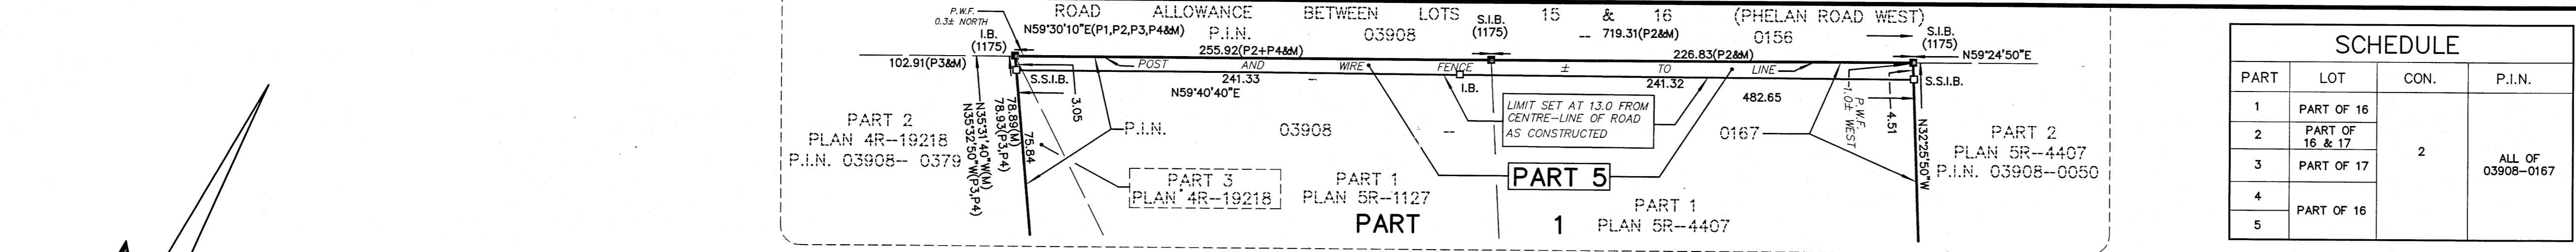 ROAD ALLOWANCE BETWEEN LOTS 15 & 16 (PHELAN ROAD WEST)
P.W.F.
0.3± NORTH
I.B.
(1175)
N59°30'10"E(P1,P2,P3,P4&M)
P.I.N. 03908 -- 0156
S.I.B.
(1175)
719.31(P2&M)
S.I.B.
(1175)
102.91(P3&M)
255.92(P2+P4&M)
226.83(P2&M)
N59°24'50"E
POST AND WIRE FENCE ± TO LINE
S.S.I.B.
241.33
I.B.
241.32
S.S.I.B.
N59°40'40"E
482.65
3.05
78.89(M)
78.93(P3,P4)
75.84
N35°31'40"W(M)
N35°32'50"W(P3,P4)
LIMIT SET AT 13.0 FROM
CENTRE-LINE OF ROAD
AS CONSTRUCTED
P.W.F.
1.0± WEST
4.51
N32°25'50"W
PART 2
PLAN 4R--19218
P.I.N. 03908-- 0379
P.I.N. 03908 -- 0167
PART 2
PLAN 5R--4407
P.I.N. 03908--0050
PART 3
PLAN 4R--19218
PART 1
PLAN 5R--1127
PART 5
PART 1
PLAN 5R--4407
PART 1
SCHEDULE
PART LOT CON. P.I.N.
1 PART OF 16
2 PART OF
16 & 17
3 PART OF 17
4
5
PART OF 16
2
ALL OF
03908-0167